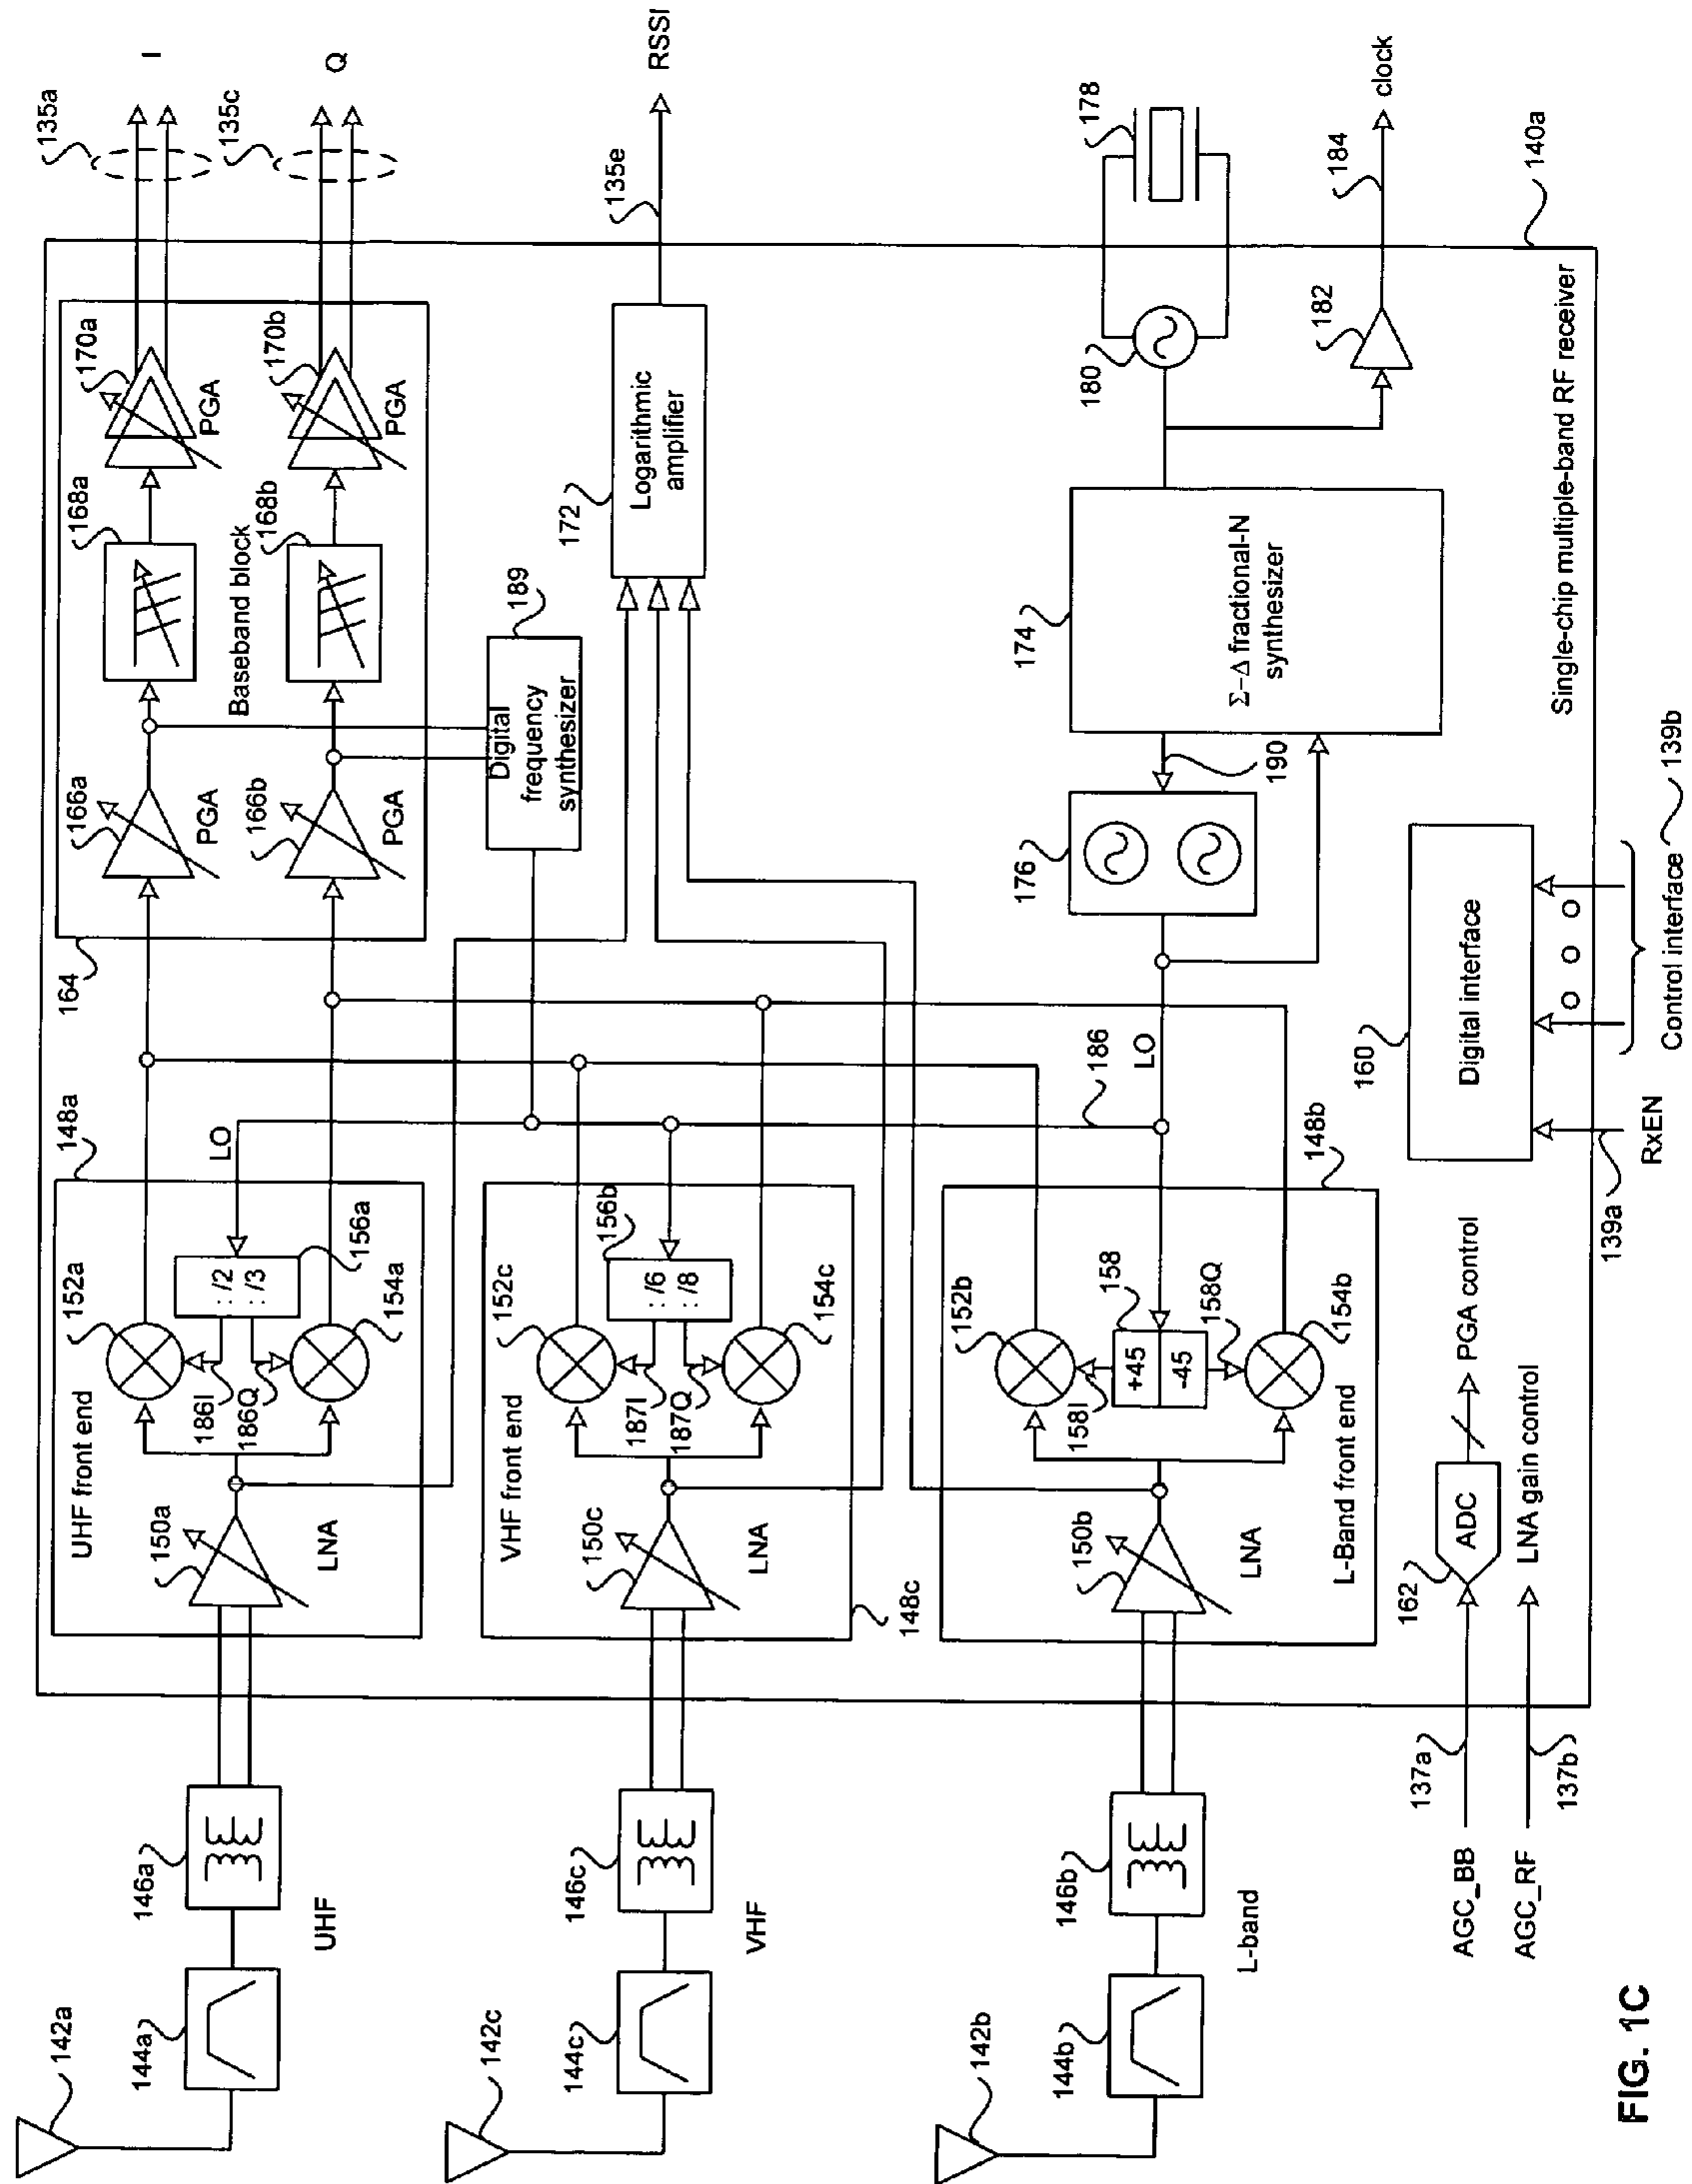 142a
144a
146a
UHF
UHF front end
150a
LNA
148a
152a
186I
186Q
: /2
: /3
156a
154a
LO
164
166a
PGA
166b
PGA
Baseband block
168a
168b
170a
PGA
170b
PGA
135a
I
135c
Q
142c
144c
146c
VHF
VHF front end
150c
LNA
148c
152c
187I
187Q
: /6
: /8
156b
154c
Digital
frequency
synthesizer
189
172
Logarithmic
amplifier
135e
RSSI
142b
144b
146b
L-band
L-Band front end
150b
LNA
148b
152b
158I
+45
-45
158
158Q
154b
186
LO
176
190
174
Σ–Δ fractional-N
synthesizer
180
178
182
184
clock
AGC_BB
137a
162
ADC
PGA control
AGC_RF
137b
LNA gain control
160
Digital interface
139a
RxEN
Control interface
139b
Single-chip multiple-band RF receiver
140a
FIG. 1C